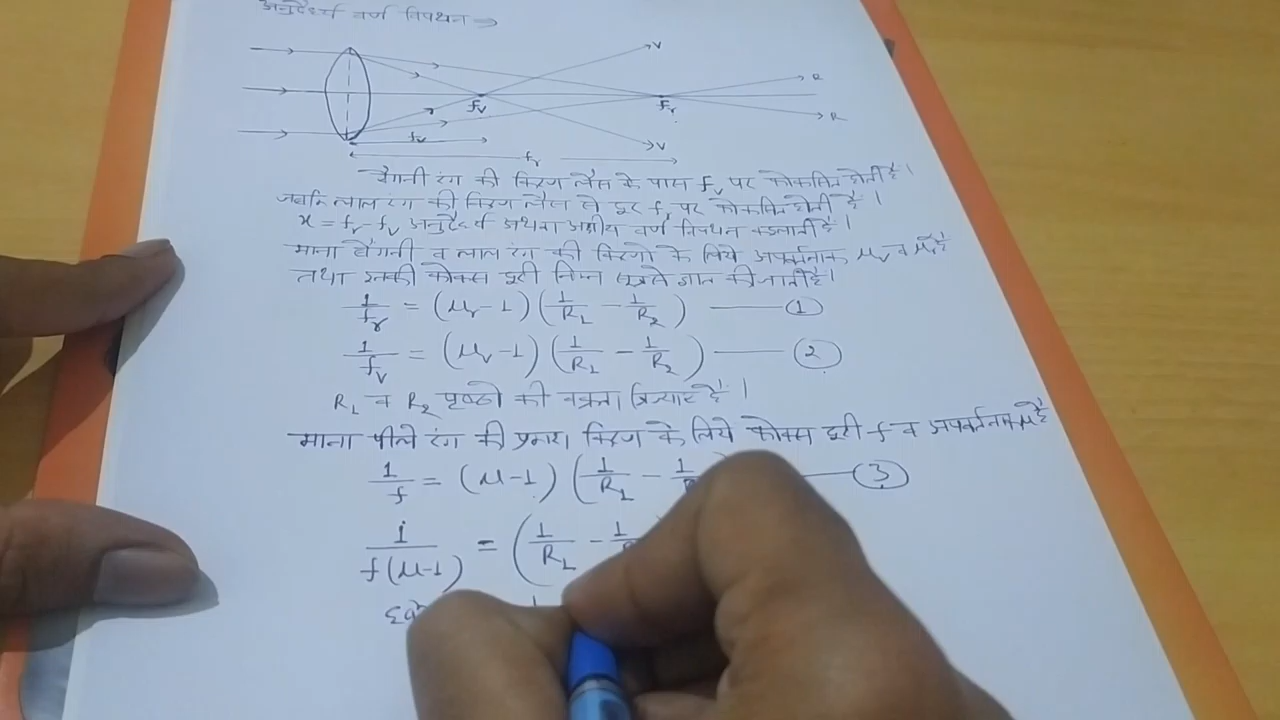 अनुदैर्ध्य वर्ण विपथन →
V
R
fv
fr
R
fv
V
fr
बैगनी रंग की किरण लैंस के पास fv पर फोकसित होती है।
जबकि लाल रंग की किरण लैंस से दूर fr पर फोकसित होती है।
x = fr - fv अनुदैर्ध्य अथवा अक्षीय वर्ण विपथन कहलाती है।
माना बैंगनी व लाल रंग की किरणो के लिये अपवर्तनांक μv व μr है
तथा इनकी फोकस दूरी निम्न सूत्र से ज्ञात की जाती है।
1/fr = (μr - 1) (1/R1 - 1/R2) —— ①
1/fv = (μv - 1) (1/R1 - 1/R2) —— ②
R1 व R2 पृष्ठो की वक्रता त्रिज्याए है।
माना पीले रंग की प्रकाश किरण के लिये फोकस दूरी f व अपवर्तनांक μ है
1/f = (μ-1) (1/R1 - 1/R —— ③
1/f(μ-1) = (1/R1 - 1/R